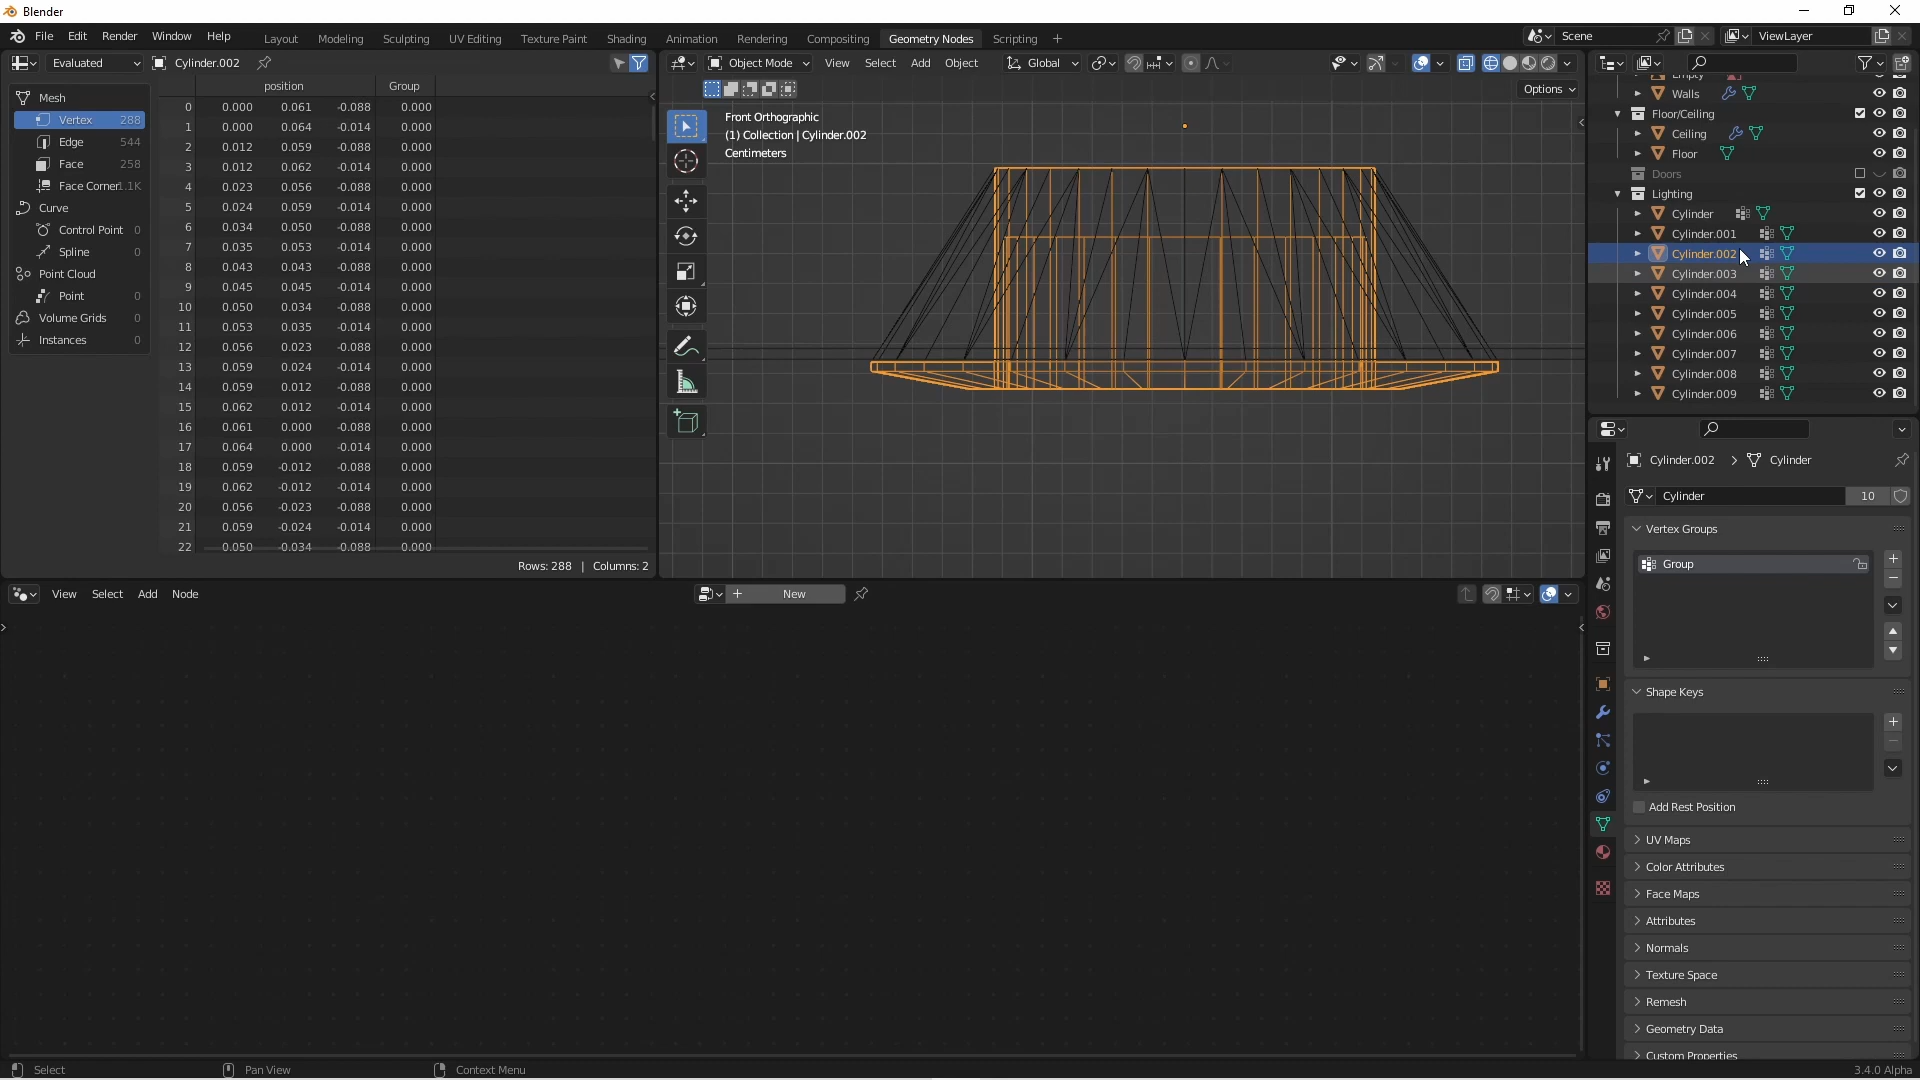 Blender
File Edit Render Window Help
Layout Modeling Sculpting UV Editing Texture Paint Shading Animation Rendering Compositing Geometry Nodes Scripting +
Scene
ViewLayer
Evaluated Cylinder.002
Object Mode View Select Add Object Global
Options
Mesh
Vertex 288
Edge 544
Face 258
Face Corner 1.1K
Curve
Control Point 0
Spline 0
Point Cloud
Point 0
Volume Grids 0
Instances 0
position Group
0 0.000 0.061 -0.088 0.000
1 0.000 0.064 -0.014 0.000
2 0.012 0.059 -0.088 0.000
3 0.012 0.062 -0.014 0.000
4 0.023 0.056 -0.088 0.000
5 0.024 0.059 -0.014 0.000
6 0.034 0.050 -0.088 0.000
7 0.035 0.053 -0.014 0.000
8 0.043 0.043 -0.088 0.000
9 0.045 0.045 -0.014 0.000
10 0.050 0.034 -0.088 0.000
11 0.053 0.035 -0.014 0.000
12 0.056 0.023 -0.088 0.000
13 0.059 0.024 -0.014 0.000
14 0.059 0.012 -0.088 0.000
15 0.062 0.012 -0.014 0.000
16 0.061 0.000 -0.088 0.000
17 0.064 0.000 -0.014 0.000
18 0.059 -0.012 -0.088 0.000
19 0.062 -0.012 -0.014 0.000
20 0.056 -0.023 -0.088 0.000
21 0.059 -0.024 -0.014 0.000
22 0.050 -0.034 -0.088 0.000
Rows: 288 | Columns: 2
Front Orthographic
(1) Collection | Cylinder.002
Centimeters
Empty
Walls
Floor/Ceiling
Ceiling
Floor
Doors
Lighting
Cylinder
Cylinder.001
Cylinder.002
Cylinder.003
Cylinder.004
Cylinder.005
Cylinder.006
Cylinder.007
Cylinder.008
Cylinder.009
Cylinder.002 > Cylinder
Cylinder 10
Vertex Groups
Group
Shape Keys
Add Rest Position
UV Maps
Color Attributes
Face Maps
Attributes
Normals
Texture Space
Remesh
Geometry Data
Custom Properties
View Select Add Node
+ New
Select
Pan View
Context Menu
3.4.0 Alpha